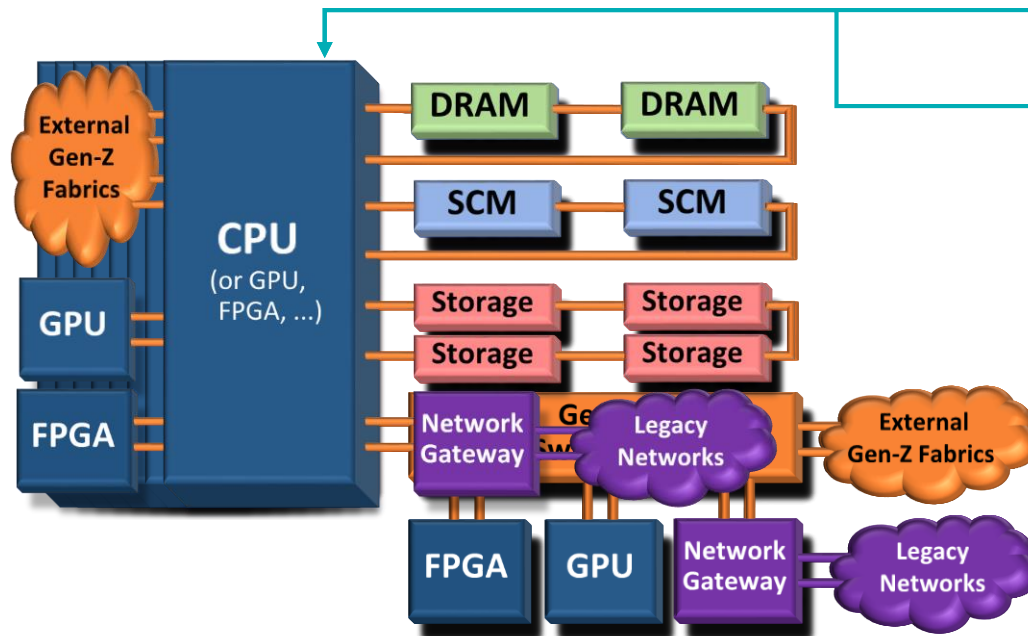 External
Gen-Z
Fabrics
CPU
(or GPU,
FPGA, ...)
GPU
FPGA
DRAM
DRAM
SCM
SCM
Storage
Storage
Storage
Storage
Network
Gateway
Legacy
Networks
External
Gen-Z Fabrics
FPGA
GPU
Network
Gateway
Legacy
Networks